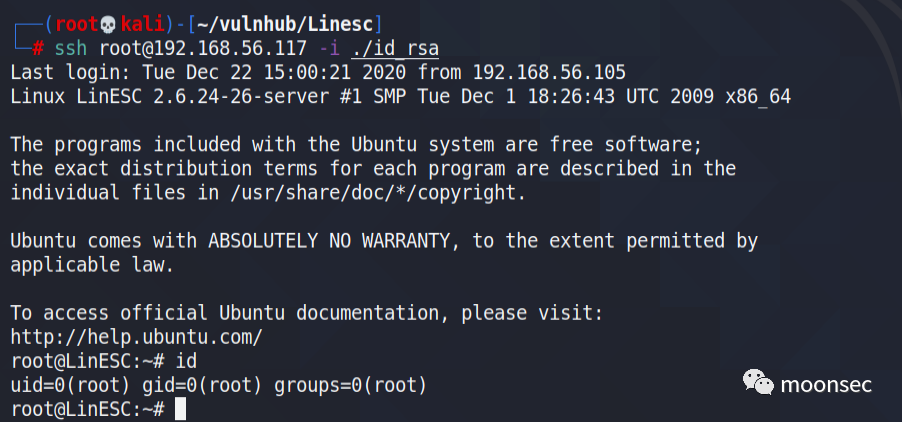 (root💀kali)-[~/vulnhub/Linesc]
# ssh root@192.168.56.117 -i ./id_rsa
Last login: Tue Dec 22 15:00:21 2020 from 192.168.56.105
Linux LinESC 2.6.24-26-server #1 SMP Tue Dec 1 18:26:43 UTC 2009 x86_64
The programs included with the Ubuntu system are free software;
the exact distribution terms for each program are described in the
individual files in /usr/share/doc/*/copyright.
Ubuntu comes with ABSOLUTELY NO WARRANTY, to the extent permitted by
applicable law.
To access official Ubuntu documentation, please visit:
http://help.ubuntu.com/
root@LinESC:~# id
uid=0(root) gid=0(root) groups=0(root)
root@LinESC:~#
moonsec